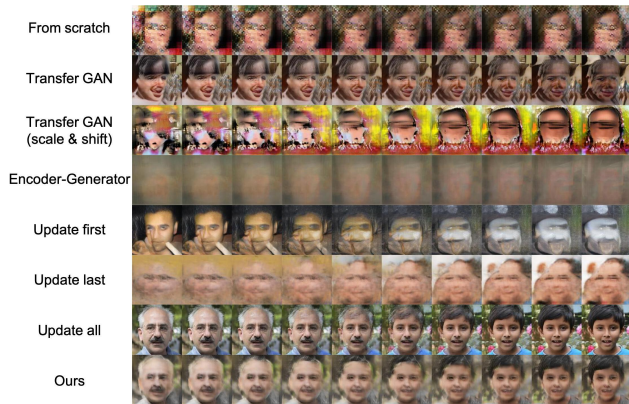 From scratch
Transfer GAN
Transfer GAN
(scale & shift)
Encoder-Generator
Update first
Update last
Update all
Ours